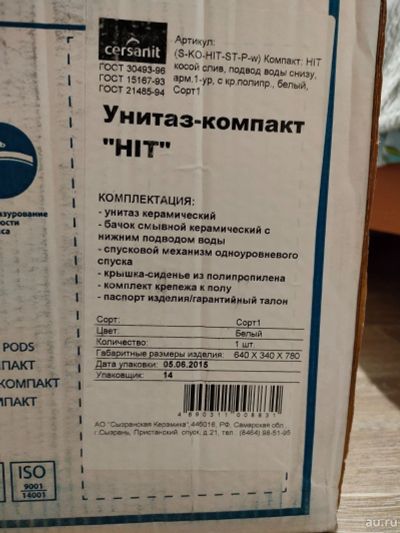 cersanit
ГОСТ 30493-96
ГОСТ 15167-93
ГОСТ 21485-94
Артикул:
(S-KO-HIT-ST-P-w) Компакт: HIT
косой слив, подвод воды снизу,
арм.1-ур, с кр.полипр., белый,
Сорт1
Унитаз-компакт
"HIT"
КОМПЛЕКТАЦИЯ:
- унитаз керамический
- бачок смывной керамический с
нижним подводом воды
- спусковой механизм одноуровневого
спуска
- крышка-сиденье из полипропилена
- комплект крепежа к полу
- паспорт изделия/гарантийный талон
Сорт: Сорт1
Цвет: Белый
Количество: 1 шт.
Габаритные размеры изделия: 640 X 340 X 780
Дата упаковки: 05.06.2015
Упаковщик: 14
4690311008831
АО "Сызранская Керамика",446016, РФ, Самарская обл.
г.Сызрань, Пристанский, спуск, д.21, тел.: (8464) 98-51-95
PODS
ПАКТ
КОМПАКТ
МПАКТ
ISO
9001
14001
au.ru